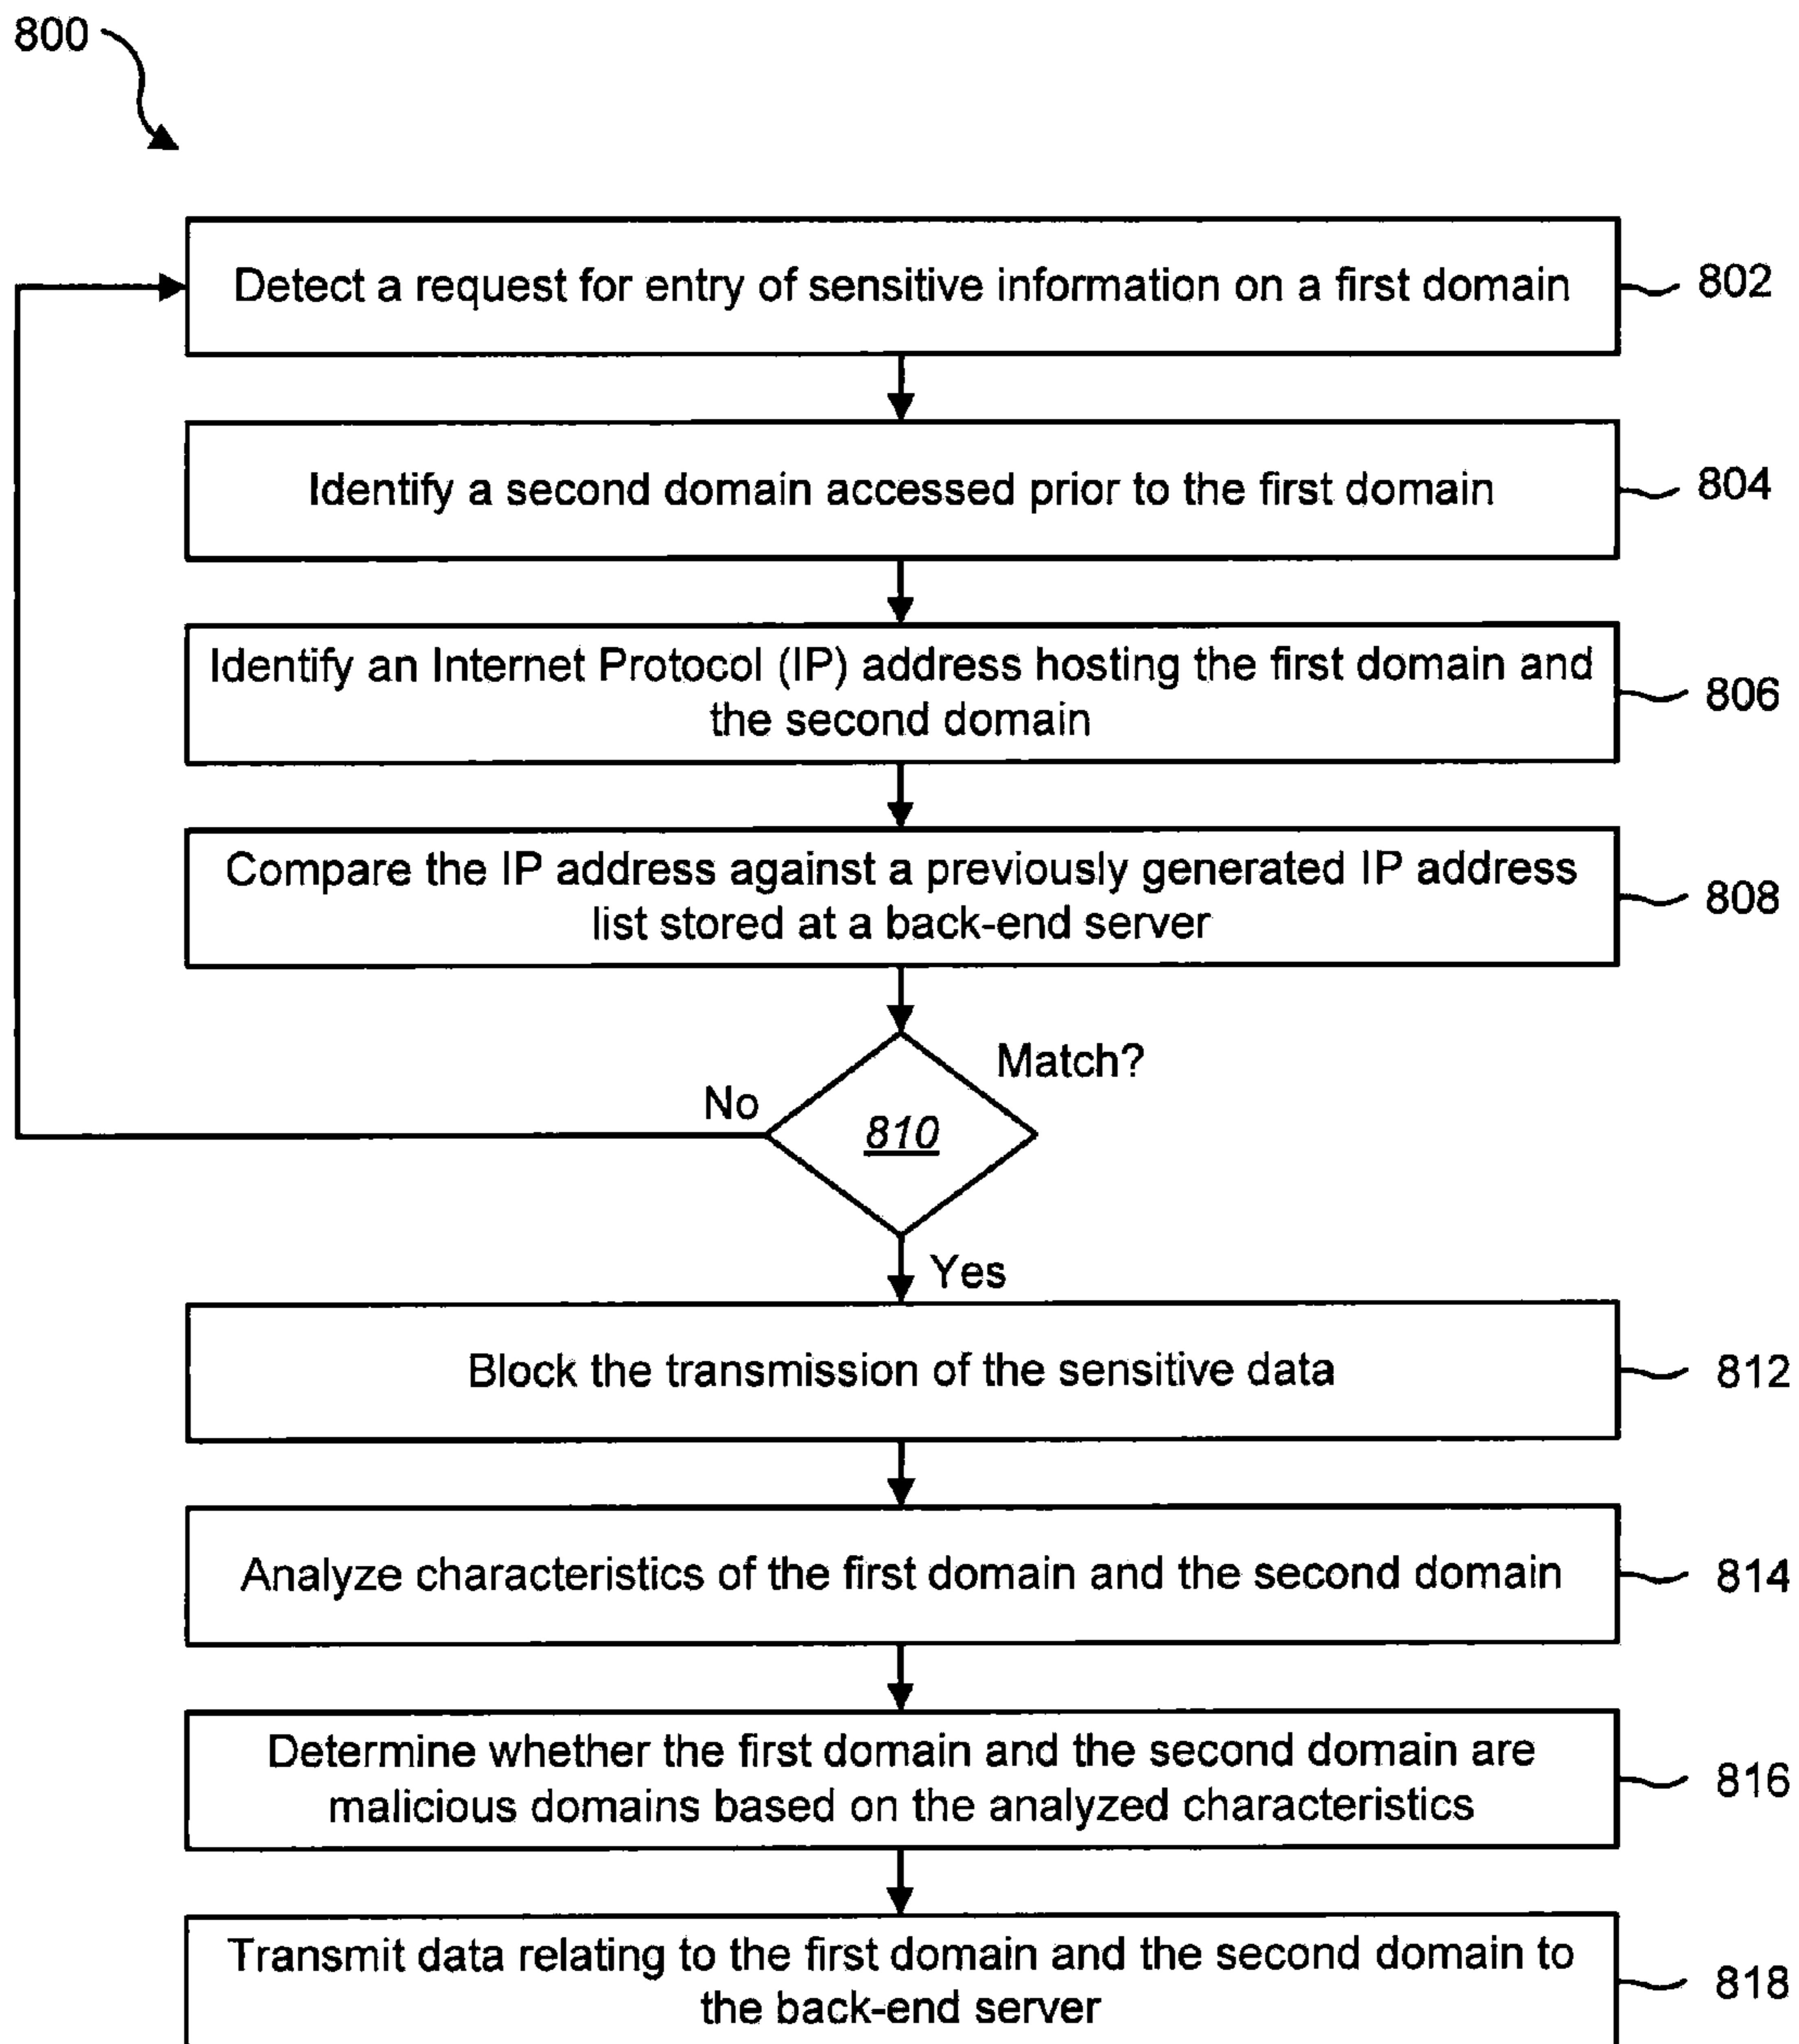 800
Detect a request for entry of sensitive information on a first domain
802
Identify a second domain accessed prior to the first domain
804
Identify an Internet Protocol (IP) address hosting the first domain and
the second domain
806
Compare the IP address against a previously generated IP address
list stored at a back-end server
808
Match?
No
810
Yes
Block the transmission of the sensitive data
812
Analyze characteristics of the first domain and the second domain
814
Determine whether the first domain and the second domain are
malicious domains based on the analyzed characteristics
816
Transmit data relating to the first domain and the second domain to
the back-end server
818